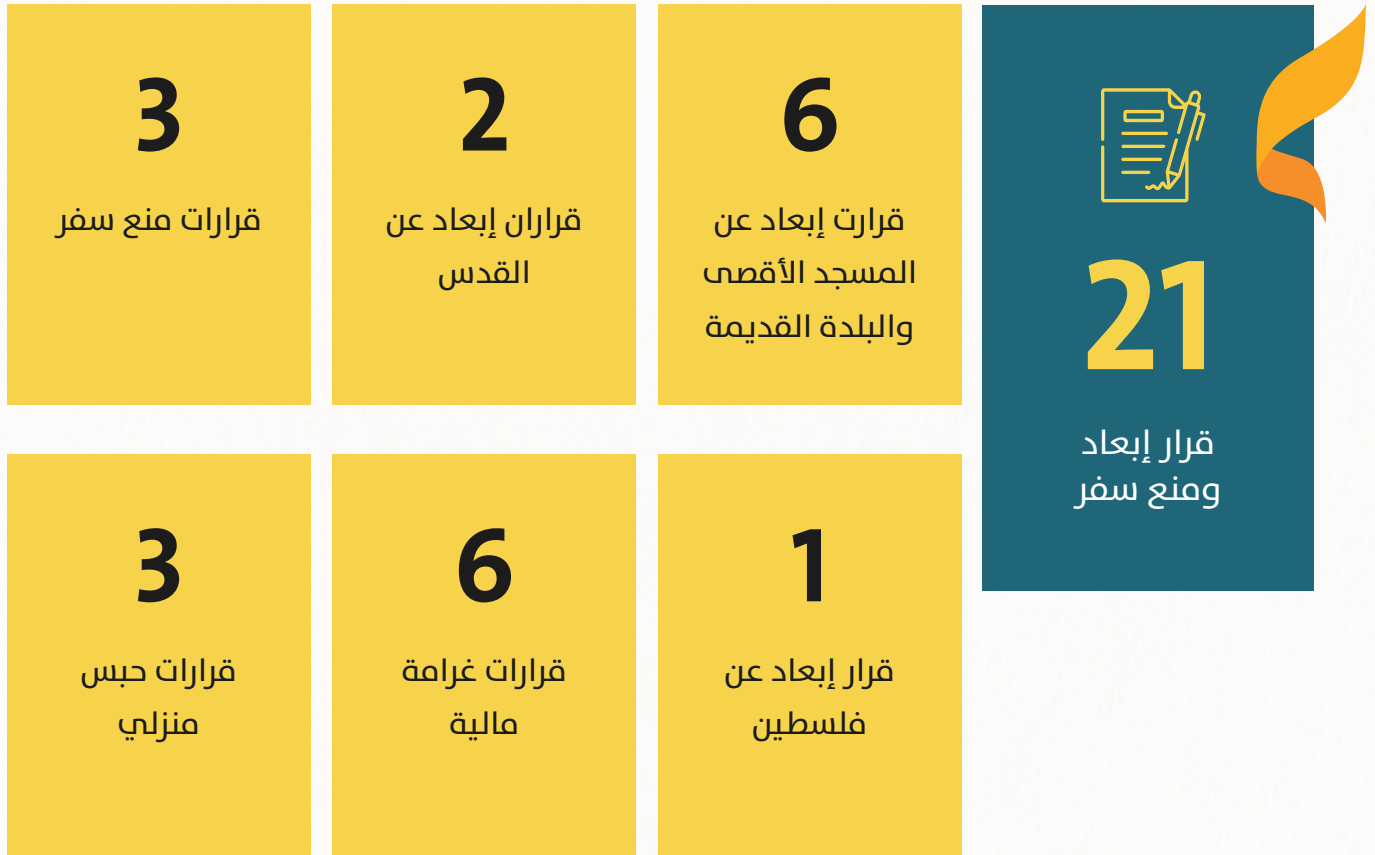 21
قرار إبعاد
ومنع سفر
6
قرارت إبعاد عن
المسجد الأقصى
والبلدة القديمة
2
قراران إبعاد عن
القدس
3
قرارات منع سفر
1
قرار إبعاد عن
فلسطين
6
قرارات غرامة
مالية
3
قرارات حبس
منزلي